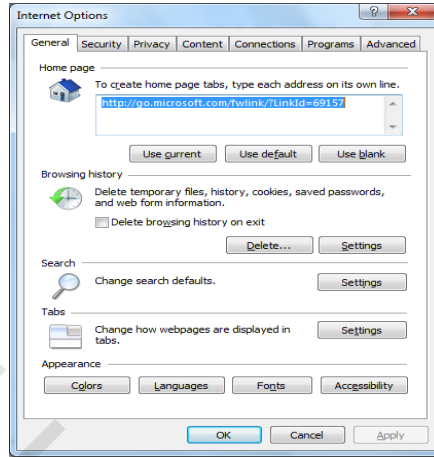 Internet Options
General Security Privacy Content Connections Programs Advanced
Home page
To create home page tabs, type each address on its own line.
http://go.microsoft.com/fwlink/?LinkId=69157
Use current Use default Use blank
Browsing history
Delete temporary files, history, cookies, saved passwords,
and web form information.
Delete browsing history on exit
Delete... Settings
Search
Change search defaults. Settings
Tabs
Change how webpages are displayed in Settings
tabs.
Appearance
Colors Languages Fonts Accessibility
OK Cancel Apply